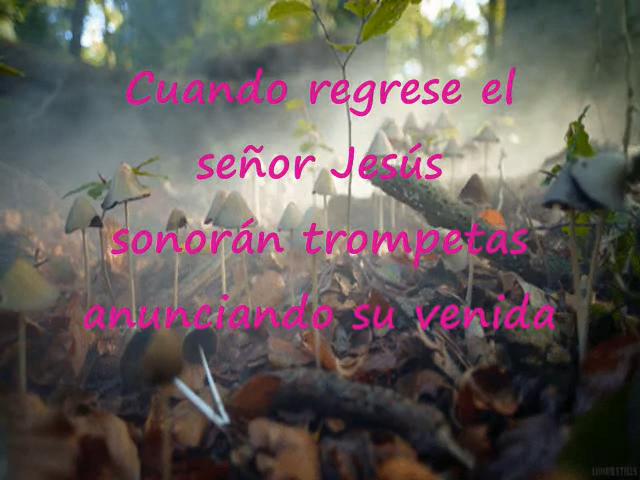 Cuando regrese el
señor Jesús
sonorán trompetas
anunciando su venida